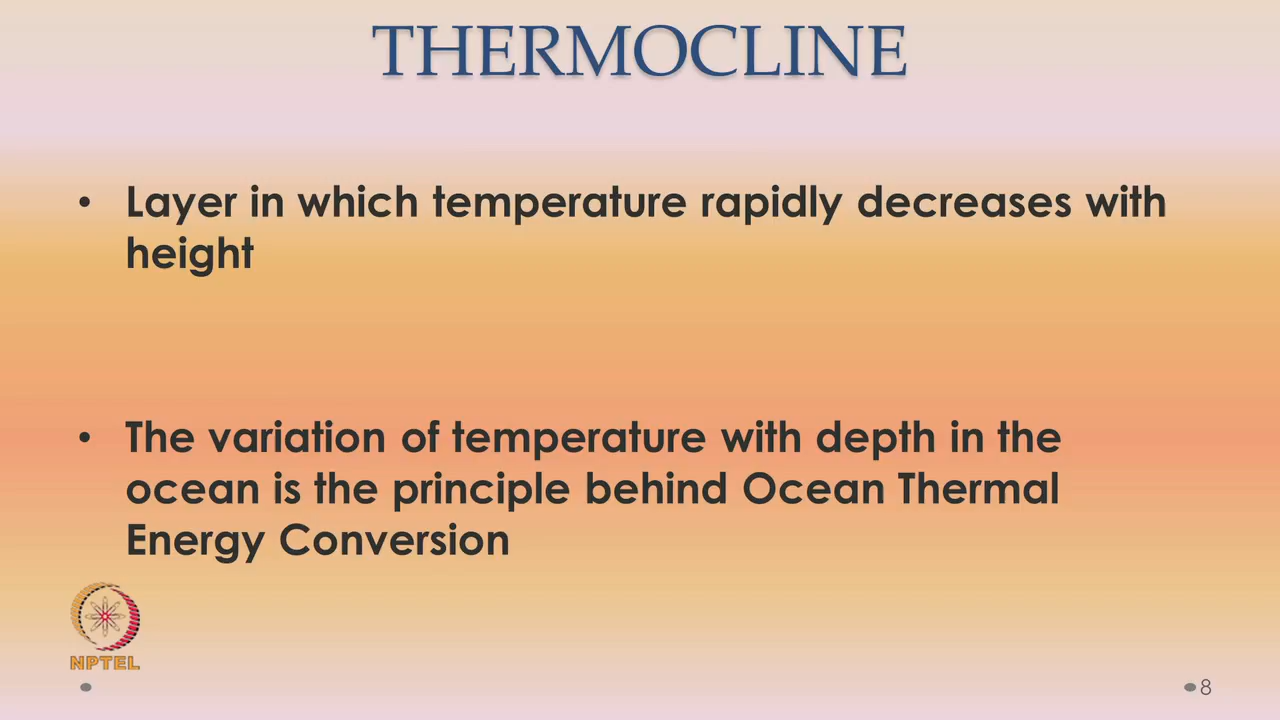 THERMOCLINE
• Layer in which temperature rapidly decreases with
height
• The variation of temperature with depth in the
ocean is the principle behind Ocean Thermal
Energy Conversion
NPTEL
8